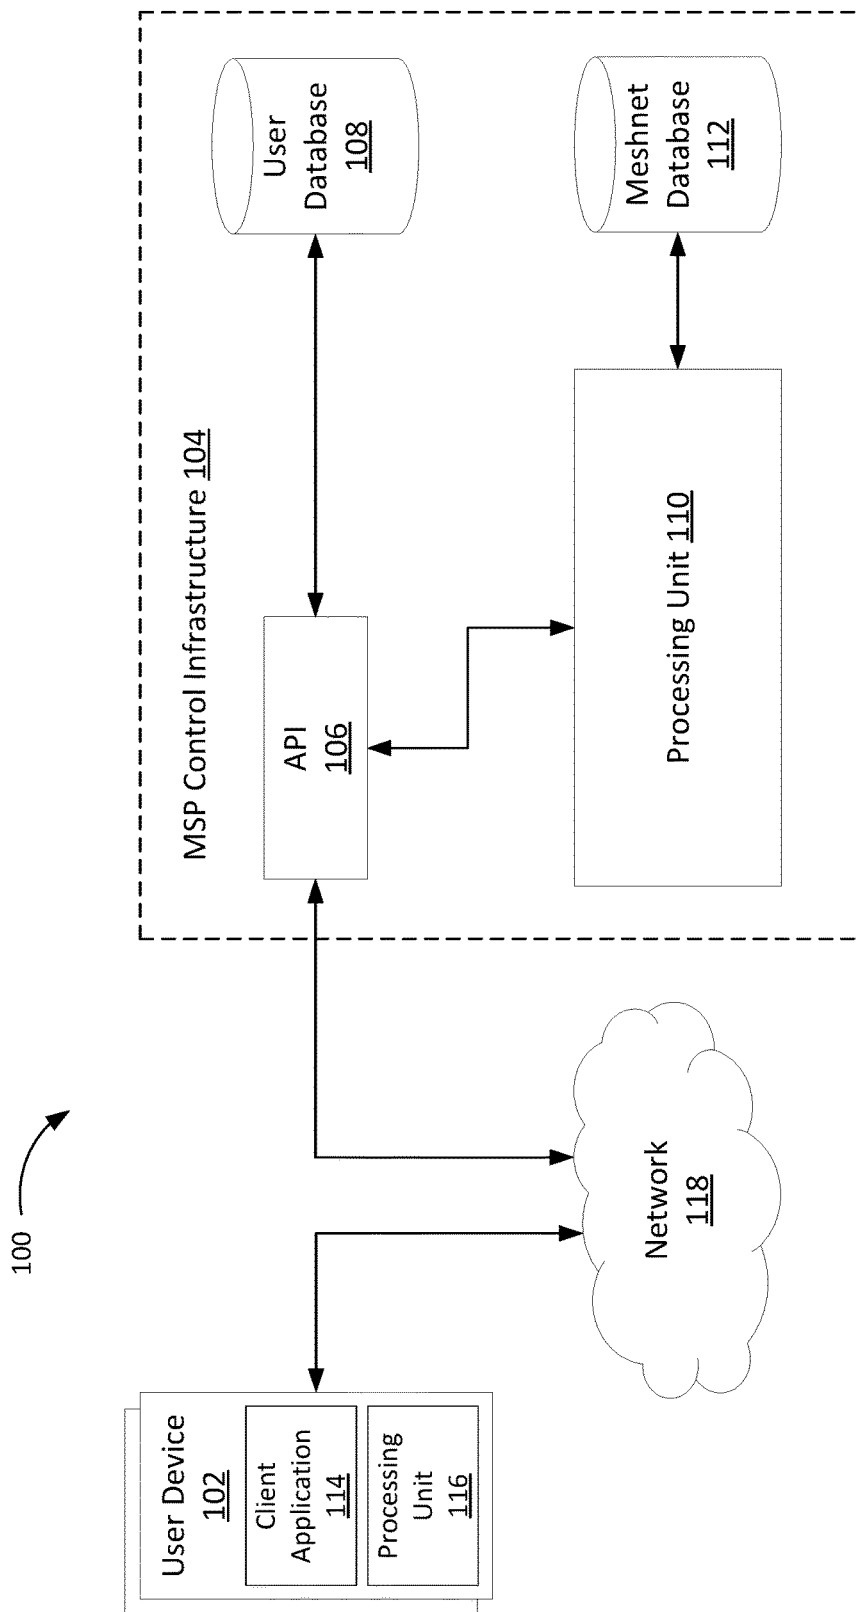 100
User Device
102
Client
Application
114
Processing
Unit
116
Network
118
MSP Control Infrastructure 104
API
106
User
Database
108
Processing Unit 110
Meshnet
Database
112